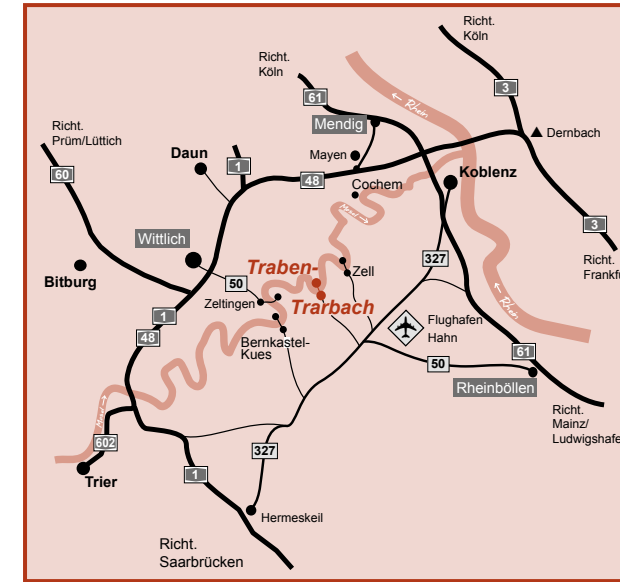 Richt.
Köln
Richt.
Köln
61
3
← Rhein
Richt.
Prüm/Lüttich
Mendig
Dernbach
1
Daun
Mayen
60
48
Koblenz
Cochem
Mosel →
3
Wittlich
327
Richt.
Frankfu
Bitburg
50
Traben-
Trarbach
Zell
← Rhein
Zeltingen
1
Flughafen
Hahn
48
Bernkastel-
Kues
61
50
Rheinböllen
Mosel →
Richt.
Mainz/
Ludwigshafe
602
327
Trier
1
Hermeskeil
Richt.
Saarbrücken